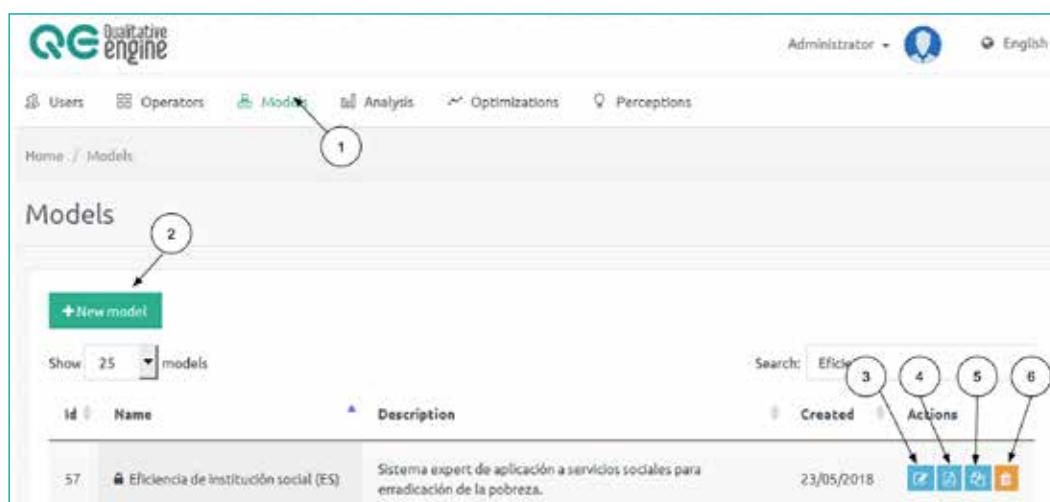 QE Qualitative engine
Administrator English
Users Operators Models Analysis Optimizations Perceptions
1
Home / Models
Models
2
+New model
Show 25 models Search:
3 4 5 6
Id Name Description Created Actions
57 Eficiencia de institución social (ES) Sistema expert de aplicación a servicios sociales para 23/05/2018
erradicación de la pobreza.